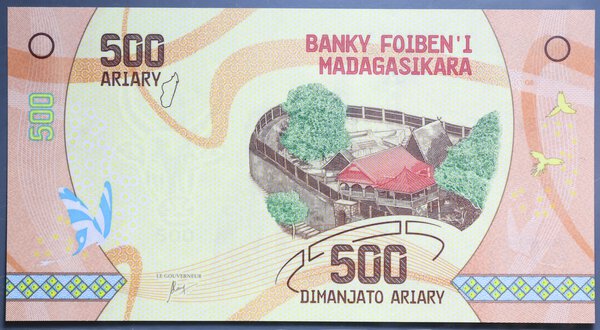 500
ARIARY
BANKY FOIBEN'I
MADAGASIKARA
500
LE GOUVERNEUR
500
DIMANJATO ARIARY